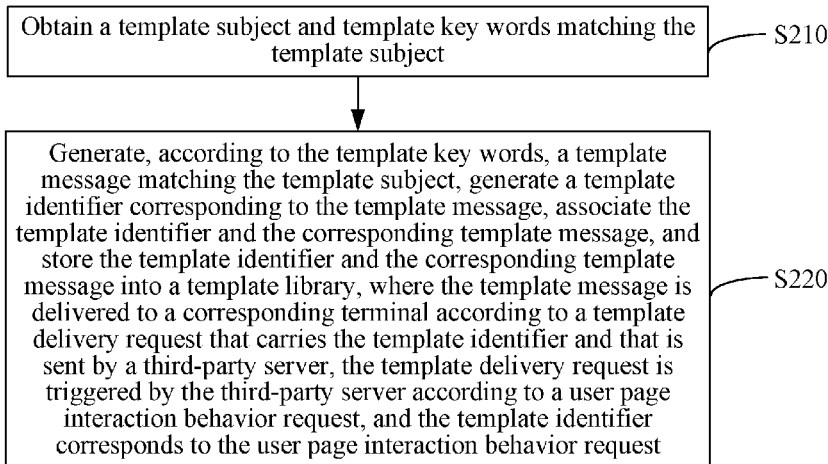 Obtain a template subject and template key words matching the
template subject
S210
Generate, according to the template key words, a template
message matching the template subject, generate a template
identifier corresponding to the template message, associate the
template identifier and the corresponding template message, and
store the template identifier and the corresponding template
message into a template library, where the template message is
delivered to a corresponding terminal according to a template
delivery request that carries the template identifier and that is
sent by a third-party server, the template delivery request is
triggered by the third-party server according to a user page
interaction behavior request, and the template identifier
corresponds to the user page interaction behavior request
S220